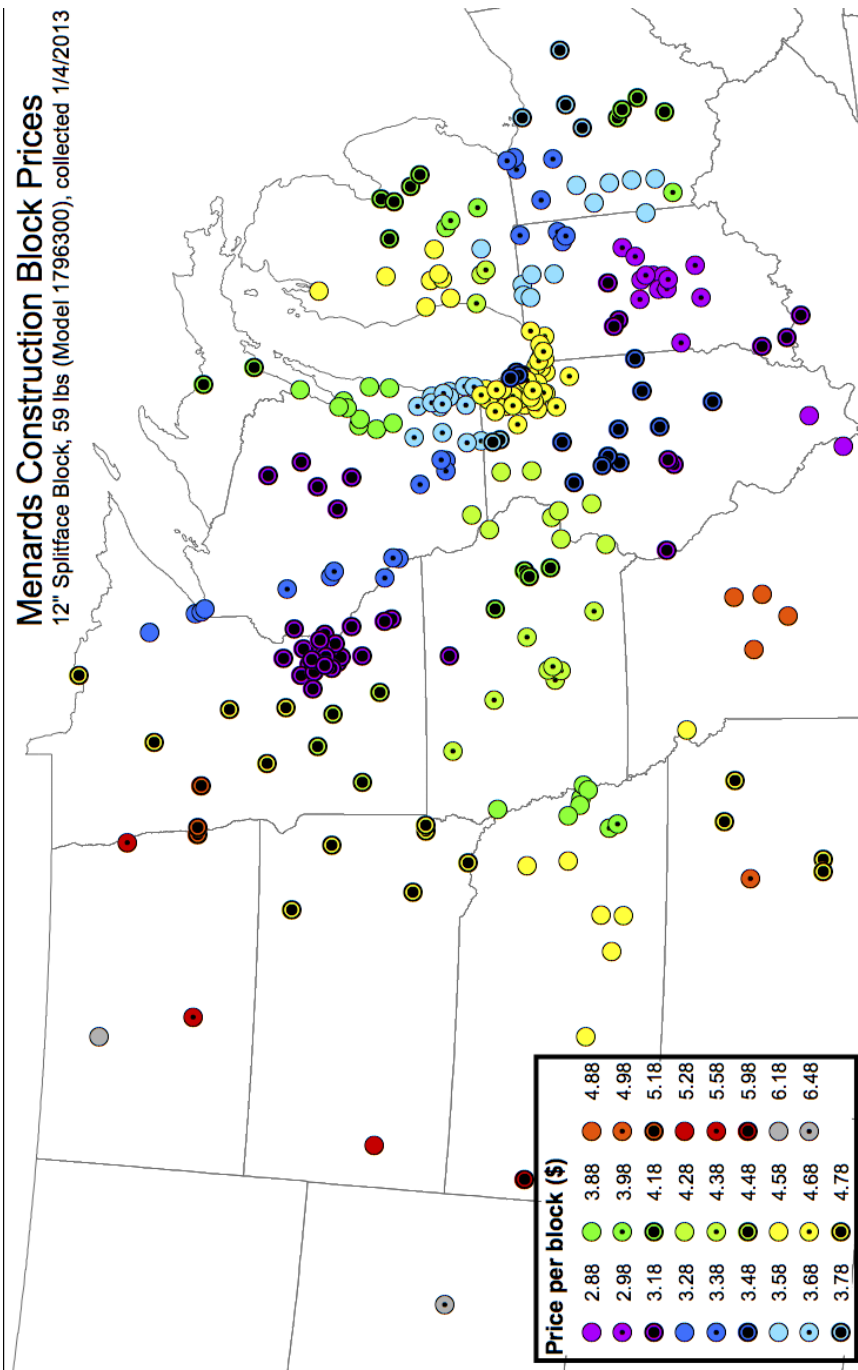 Menards Construction Block Prices
12" Splitface Block, 59 lbs (Model 1796300), collected 1/4/2013
Price per block ($)
2.88 3.88 4.88
2.98 3.98 4.98
3.18 4.18 5.18
3.28 4.28 5.28
3.38 4.38 5.58
3.48 4.48 5.98
3.58 4.58 6.18
3.68 4.68 6.48
3.78 4.78